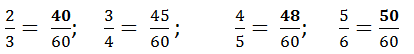 2/3 = 40/60; 3/4 = 45/60; 4/5 = 48/60; 5/6 = 50/60